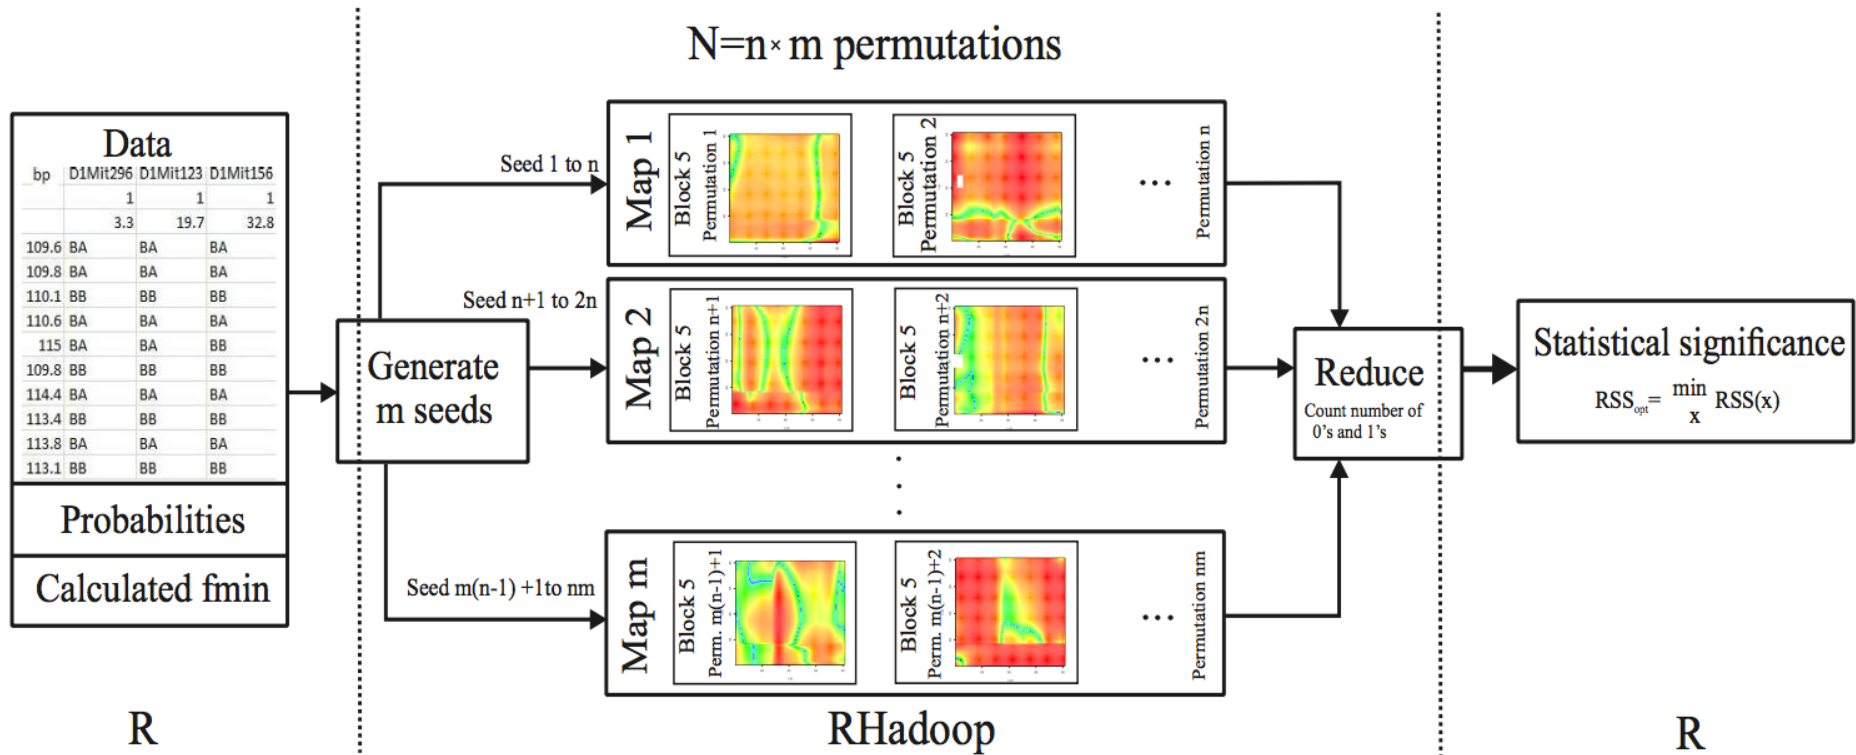 N=n×m permutations
Data
bp D1Mit296 D1Mit123 D1Mit156
1 1 1
3.3 19.7 32.8
109.6 BA BA BA
109.8 BA BA BA
110.1 BB BB BB
110.6 BA BA BA
115 BA BA BB
109.8 BB BB BB
114.4 BA BA BA
113.4 BB BB BB
113.8 BA BA BA
113.1 BB BB BB
Probabilities
Calculated fmin
R
Generate
m seeds
Seed 1 to n
Map 1
Block 5
Permutation 1
Block 5
Permutation 2
...
Permutation n
Seed n+1 to 2n
Map 2
Block 5
Permutation n+1
Block 5
Permutation n+2
...
Permutation 2n
Seed m(n-1) +1to nm
Map m
Block 5
Perm. m(n-1)+1
Block 5
Perm. m(n-1)+2
...
Permutation nm
RHadoop
Reduce
Count number of
0's and 1's
Statistical significance
RSSopt= min RSS(x)
x
R